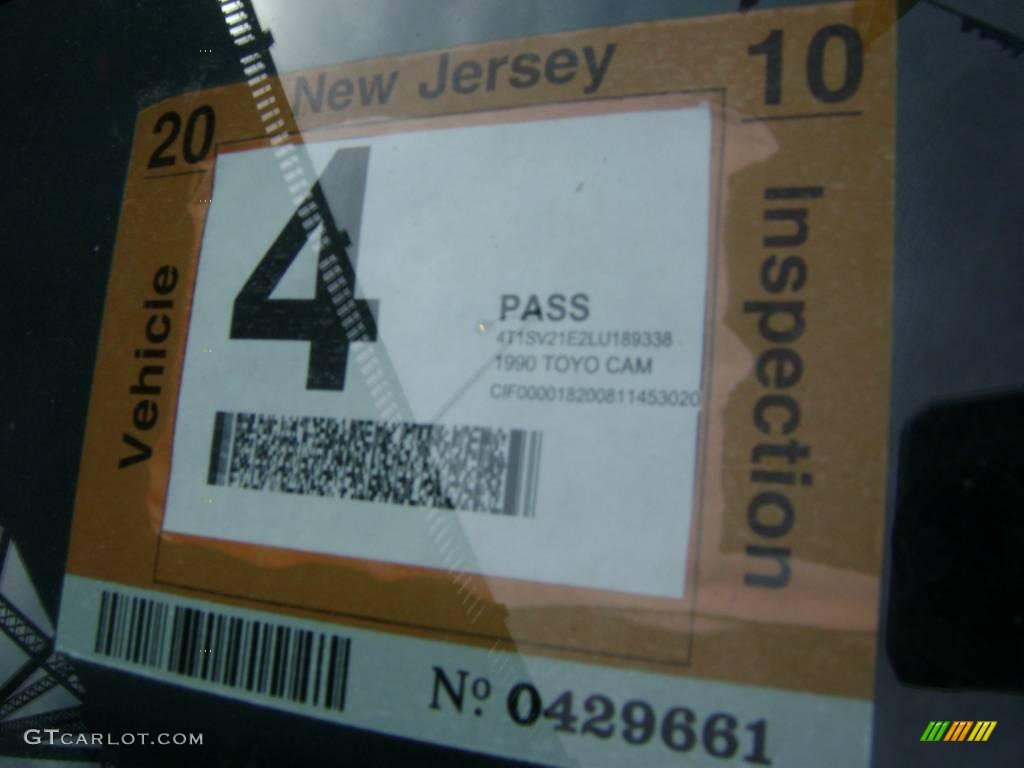 New Jersey
20
10
Vehicle
Inspection
4
PASS
4T1SV21E2LU189338
1990 TOYO CAM
CIF000018200811453020
Nº 0429661
GTCARLOT.COM